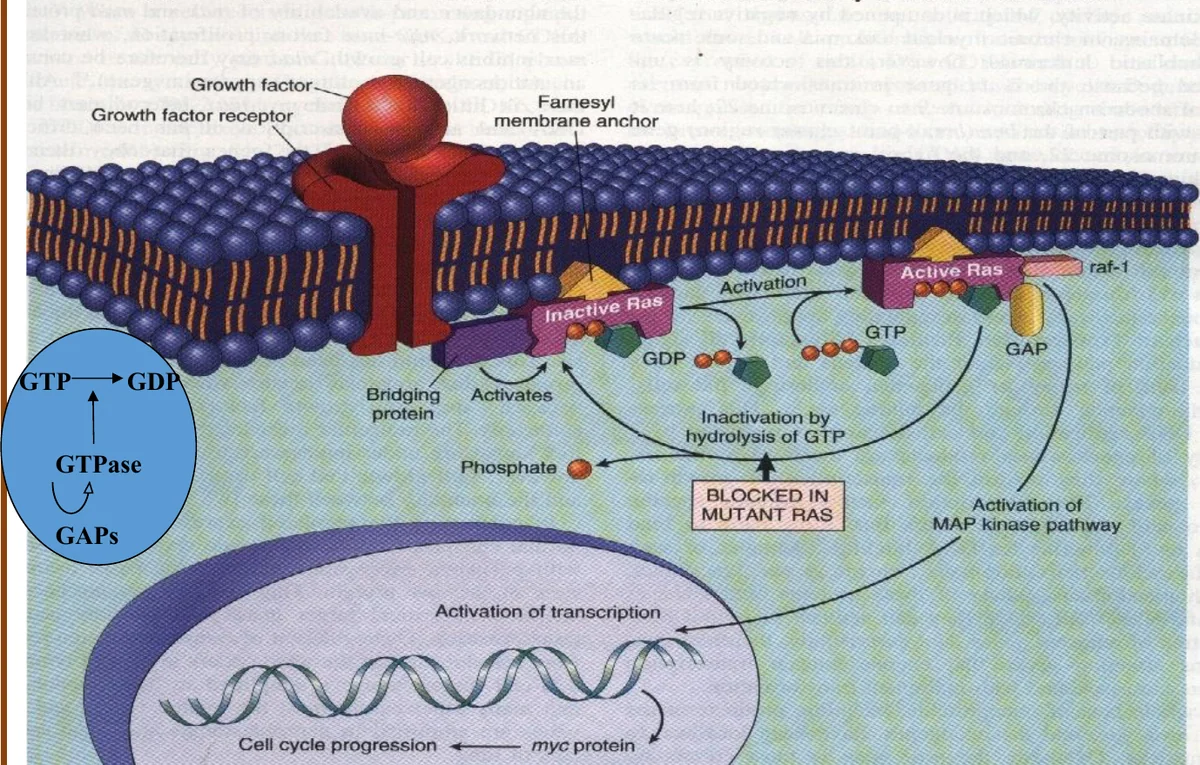 Growth factor
Growth factor receptor
Farnesyl
membrane anchor
Inactive Ras
Activation
Active Ras
raf-1
GTP
GAP
GDP
Bridging
protein
Activates
Inactivation by
hydrolysis of GTP
Phosphate
BLOCKED IN
MUTANT RAS
Activation of
MAP kinase pathway
GTP GDP
GTPase
GAPs
Activation of transcription
Cell cycle progression
myc protein